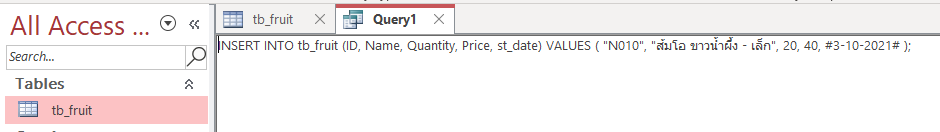 All Access ...
tb_fruit
Query1
Search...
INSERT INTO tb_fruit (ID, Name, Quantity, Price, st_date) VALUES ( "N010", "ส้มโอ ขาวน้ำผึ้ง - เล็ก", 20, 40, #3-10-2021# );
Tables
tb_fruit